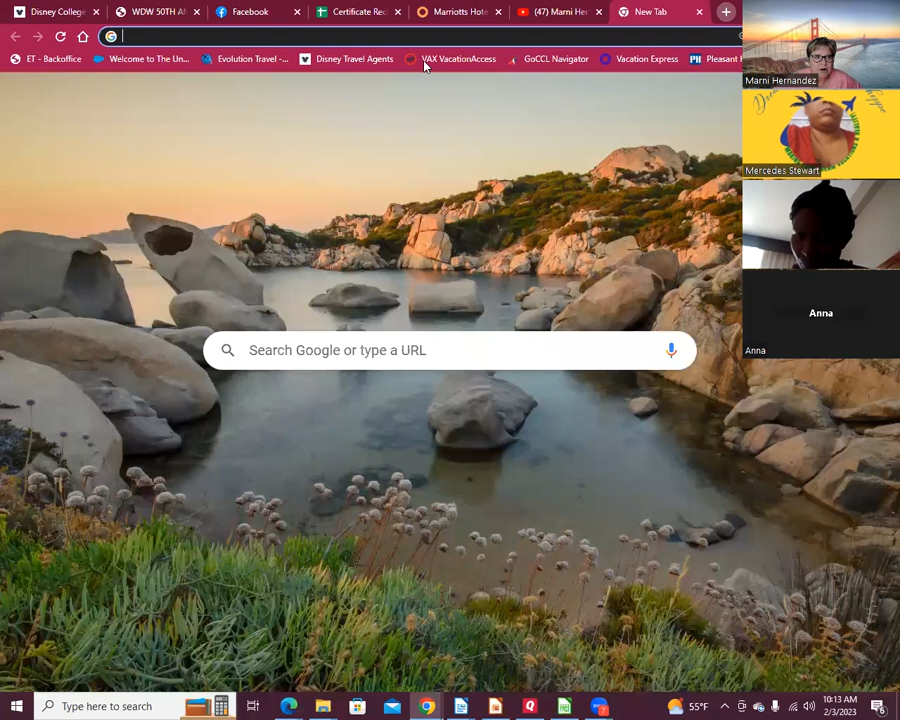 Disney College
WDW 50TH AN
Facebook
Certificate Rec
Marriotts Hote
(47) Marni Her
New Tab
ET - Backoffice
Welcome to The Un...
Evolution Travel -...
Disney Travel Agents
VAX VacationAccess
GoCCL Navigator
Vacation Express
Pleasant
Search Google or type a URL
Marni Hernandez
Mercedes Stewart
Anna
Anna
Type here to search
55°F
10:13 AM
2/3/2023